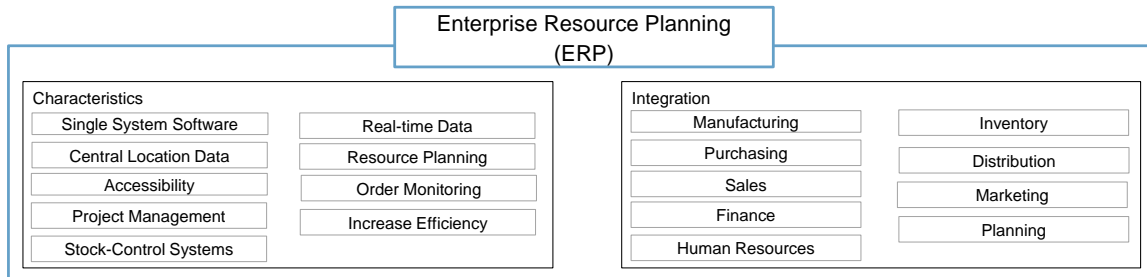 Enterprise Resource Planning
(ERP)
Characteristics
Single System Software
Central Location Data
Accessibility
Project Management
Stock-Control Systems
Real-time Data
Resource Planning
Order Monitoring
Increase Efficiency
Integration
Manufacturing
Purchasing
Sales
Finance
Human Resources
Inventory
Distribution
Marketing
Planning